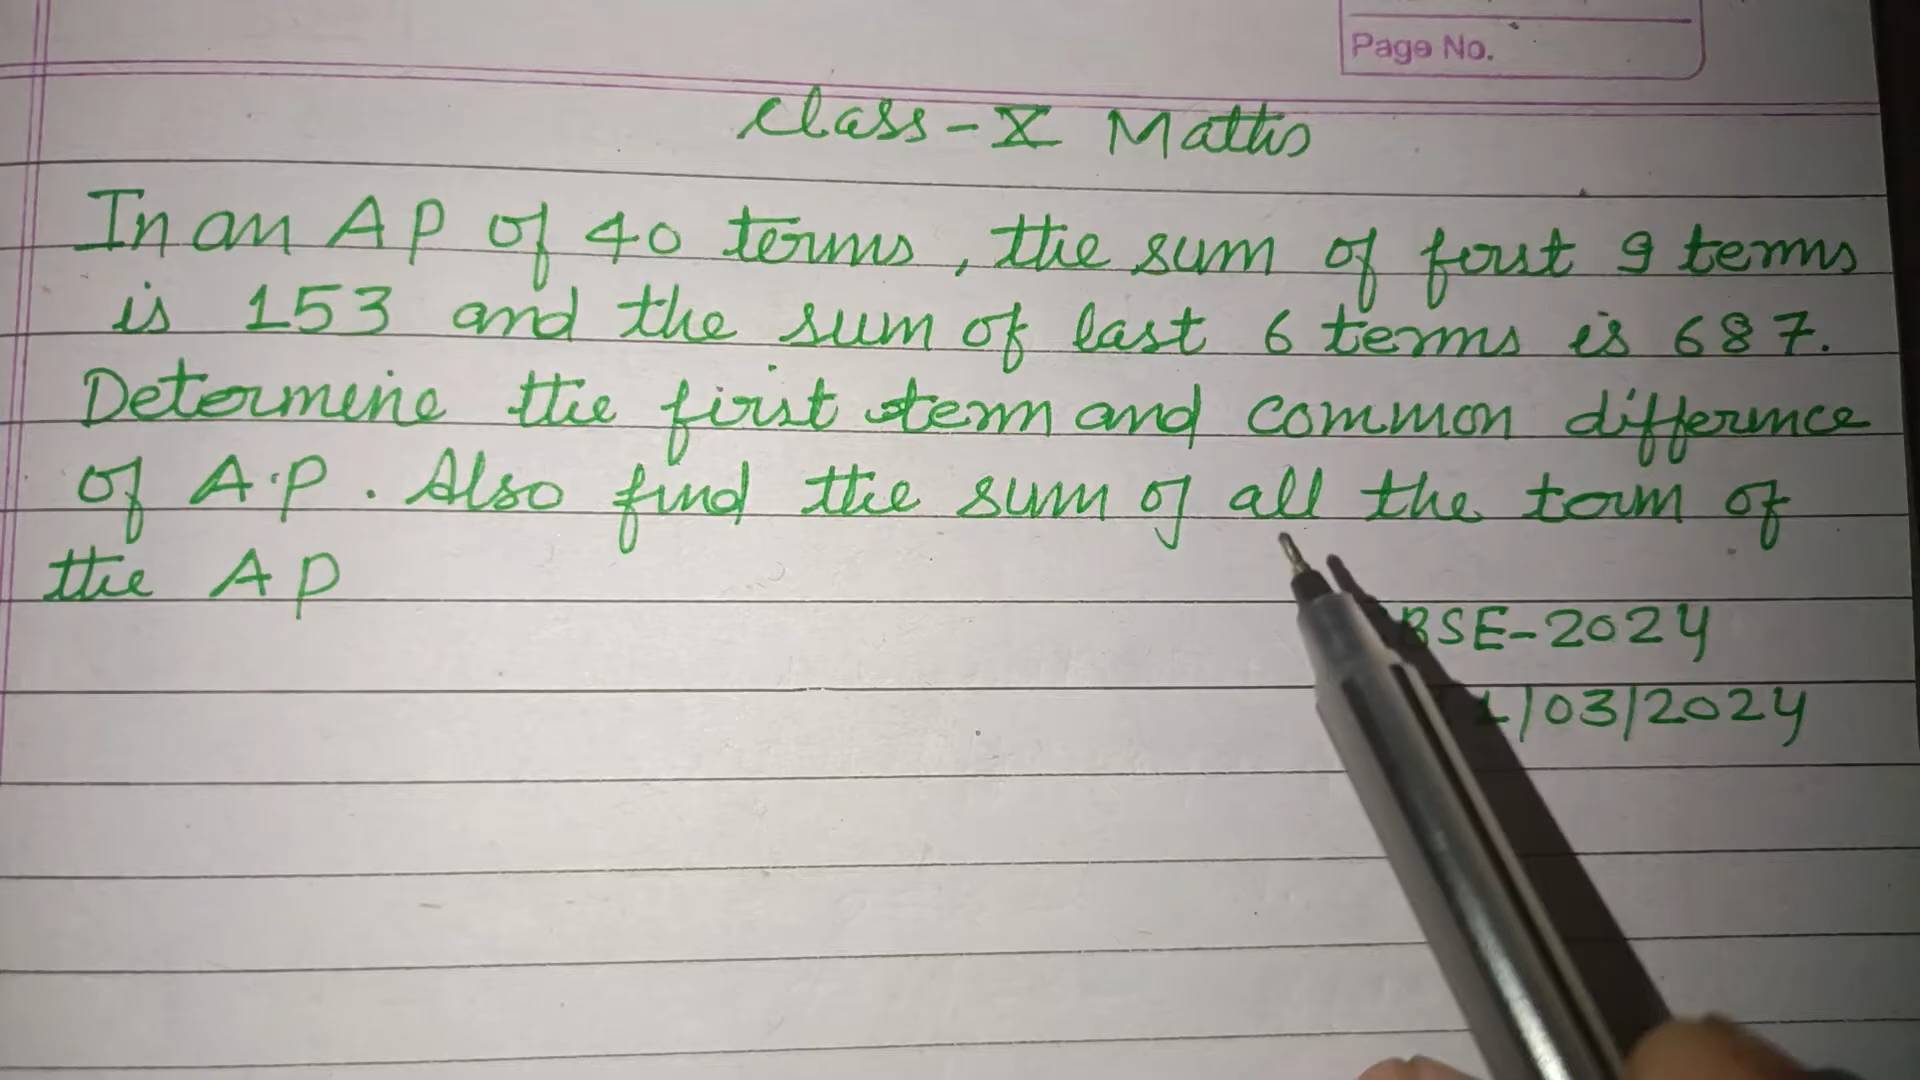 Page No.
Class-X Maths
In an AP of 40 terms, the sum of first 9 terms
is 153 and the sum of last 6 terms is 687.
Determine the first term and common difference
of A.P. Also find the sum of all the term of
the AP
BSE-2024
1/03/2024